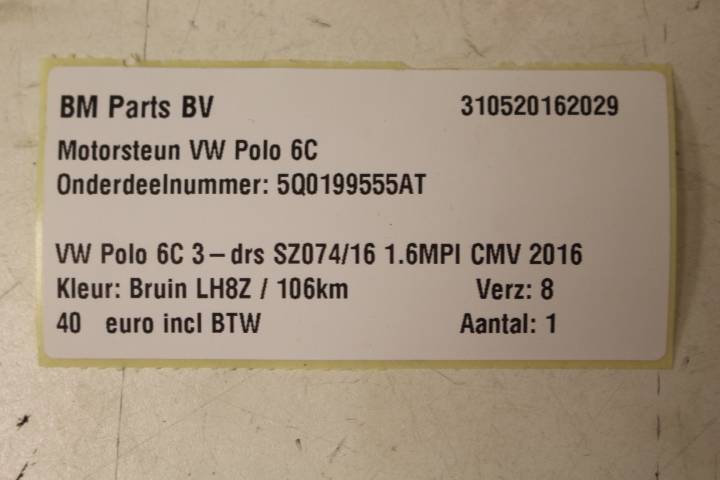 BM Parts BV 310520162029
Motorsteun VW Polo 6C
Onderdeelnummer: 5Q0199555AT
VW Polo 6C 3-drs SZ074/16 1.6MPI CMV 2016
Kleur: Bruin LH8Z / 106km Verz: 8
40 euro incl BTW Aantal: 1